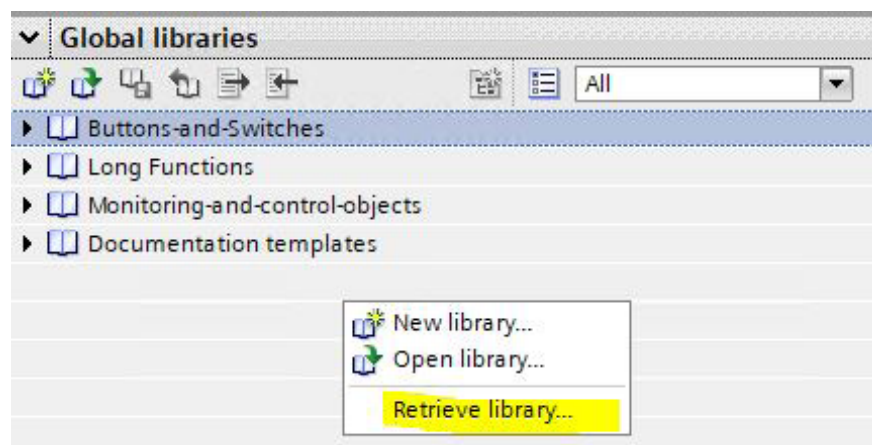 Global libraries
All
Buttons-and-Switches
Long Functions
Monitoring-and-control-objects
Documentation templates
New library...
Open library...
Retrieve library...